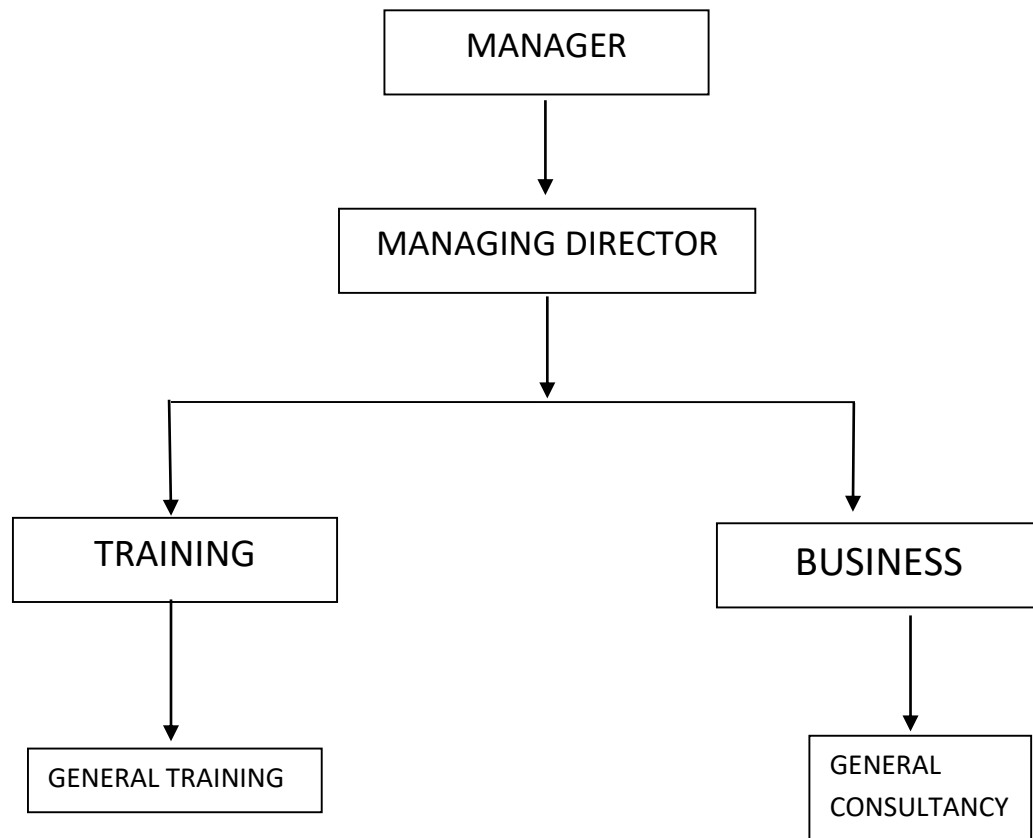 MANAGER
MANAGING DIRECTOR
TRAINING
BUSINESS
GENERAL TRAINING
GENERAL
CONSULTANCY